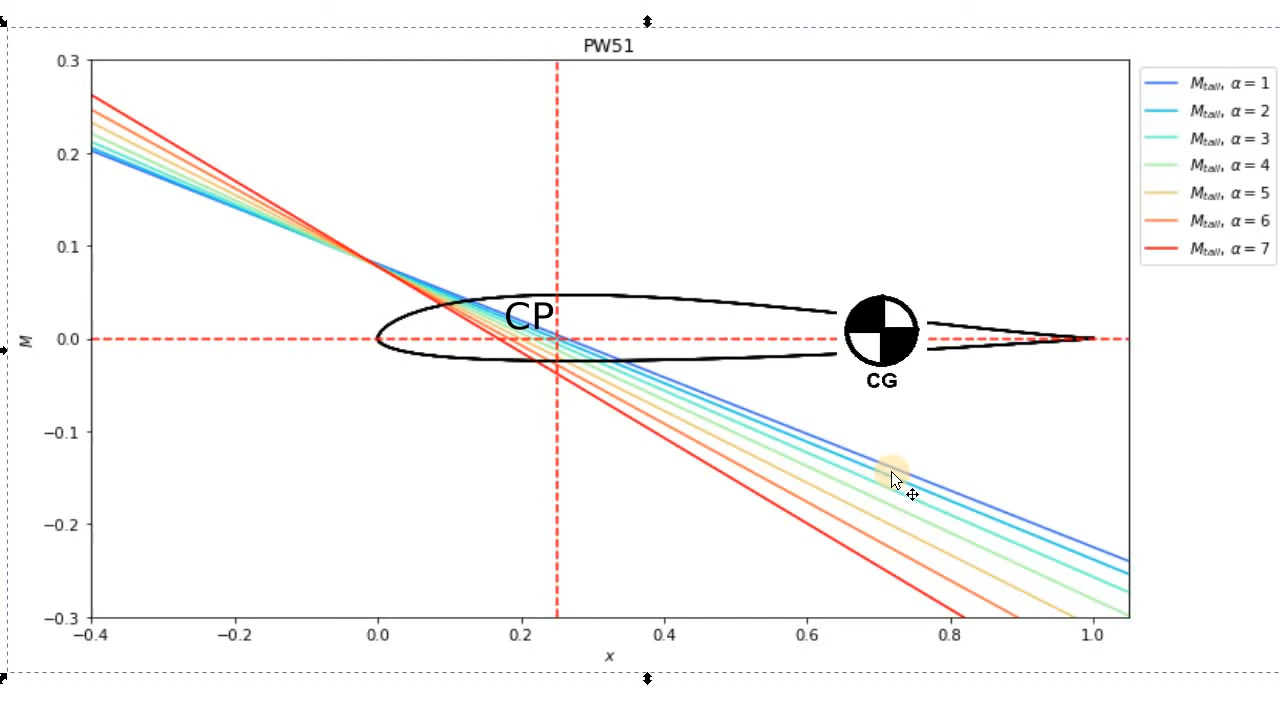 PW51
0.3
0.2
0.1
0.0
−0.1
−0.2
−0.3
M
−0.4
−0.2
0.0
0.2
0.4
0.6
0.8
1.0
x
CP
CG
M_tail, α = 1
M_tail, α = 2
M_tail, α = 3
M_tail, α = 4
M_tail, α = 5
M_tail, α = 6
M_tail, α = 7